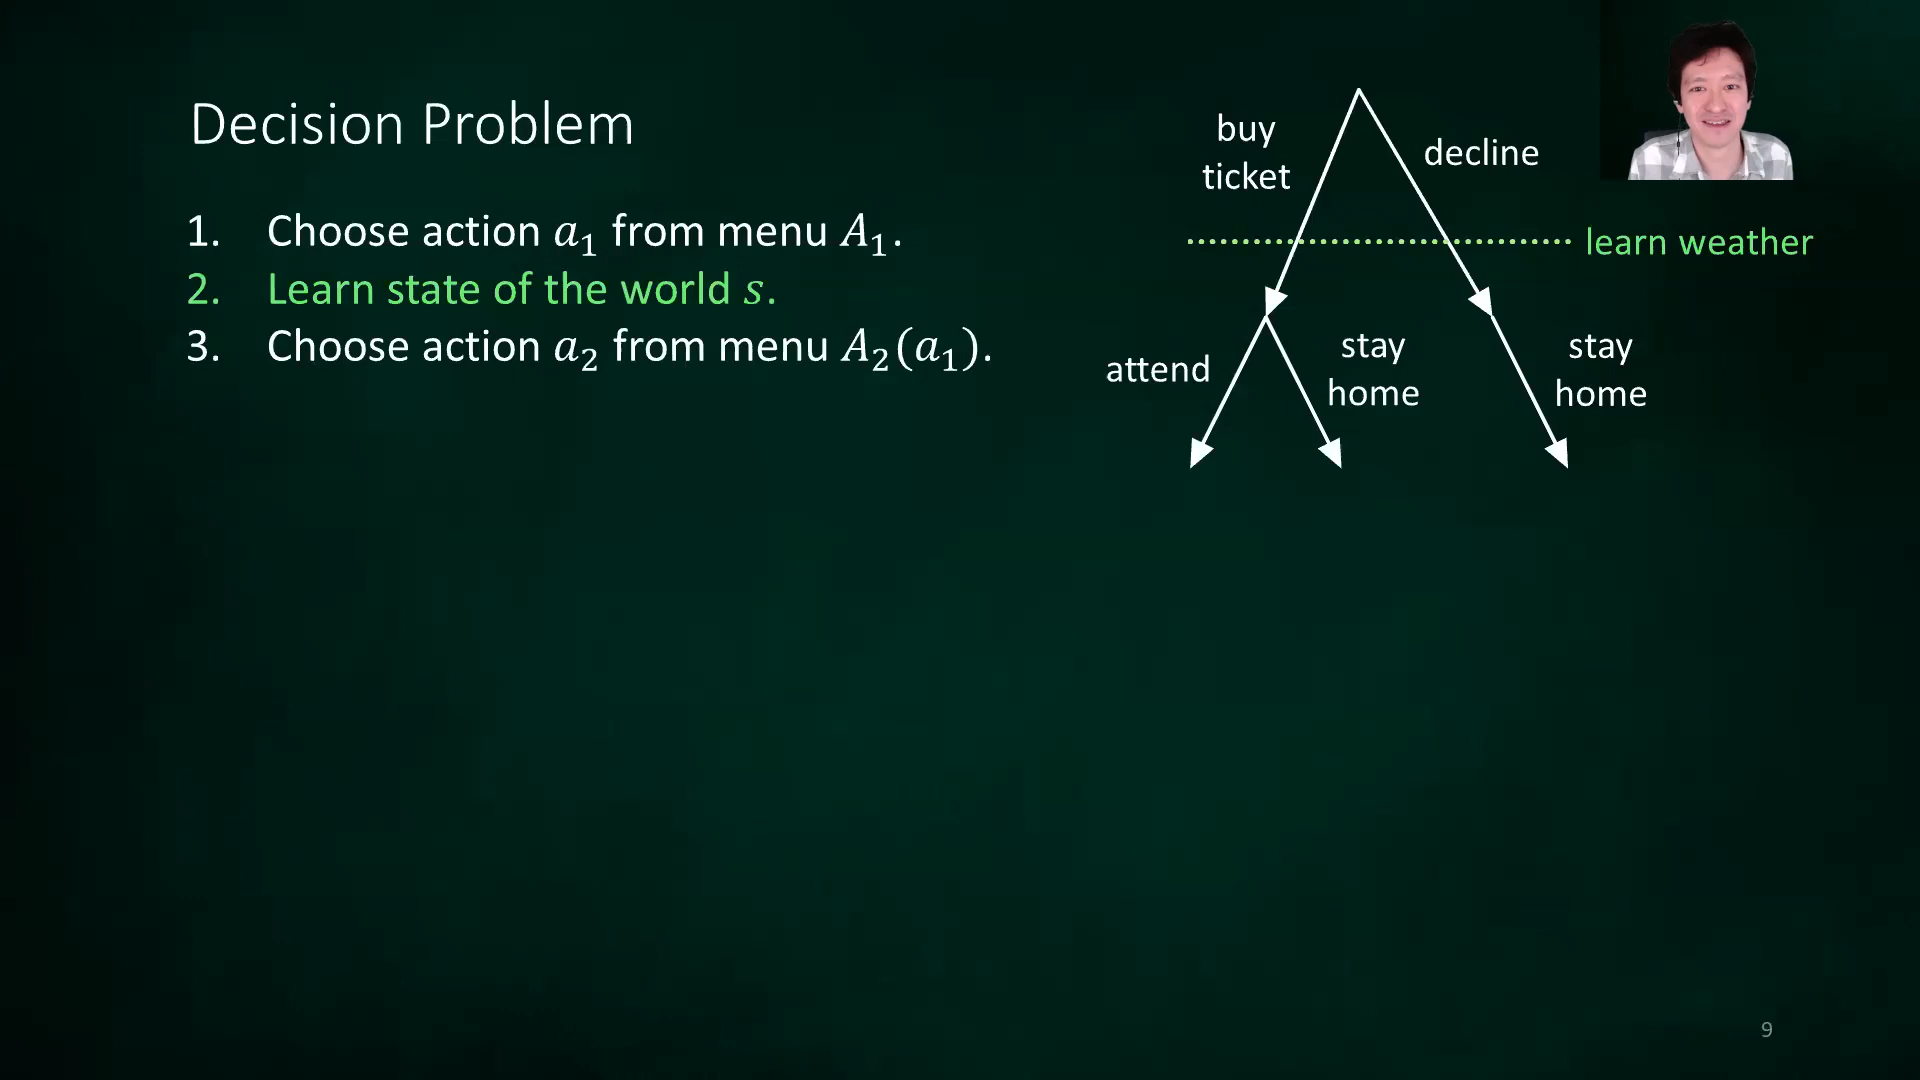 Decision Problem
1. Choose action a₁ from menu A₁.
2. Learn state of the world s.
3. Choose action a₂ from menu A₂(a₁).
buy
ticket
decline
learn weather
attend
stay
home
stay
home
9